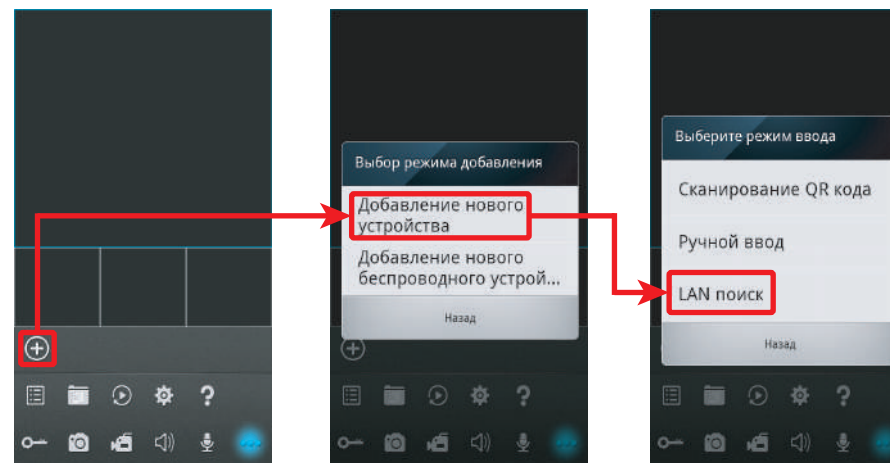 Выбор режима добавления
Добавление нового
устройства
Добавление нового
беспроводного устрой...
Назад
Выберите режим ввода
Сканирование QR кода
Ручной ввод
LAN поиск
Назад